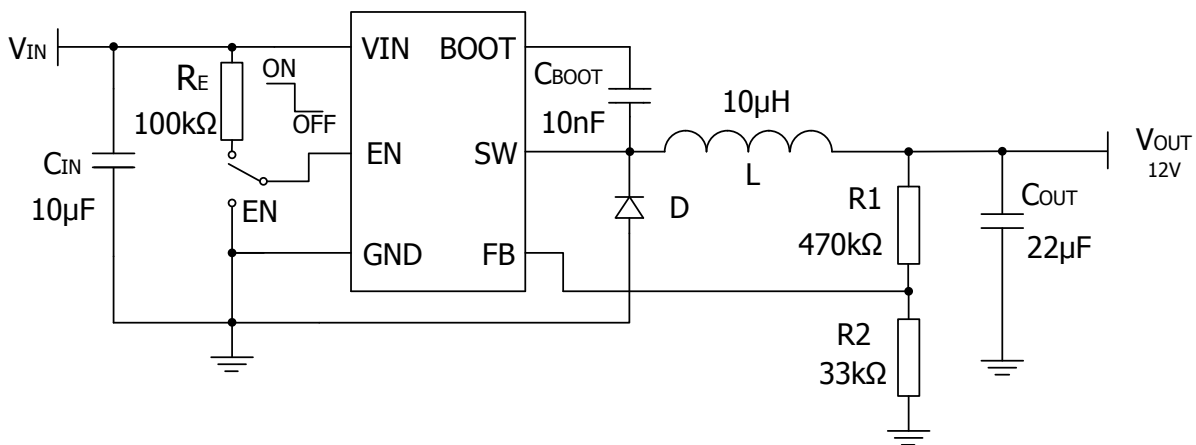 VIN
CIN
10µF
RE
100kΩ
ON
OFF
EN
VIN
BOOT
EN
SW
GND
FB
CBOOT
10nF
10µH
L
D
R1
470kΩ
R2
33kΩ
COUT
22µF
VOUT
12V